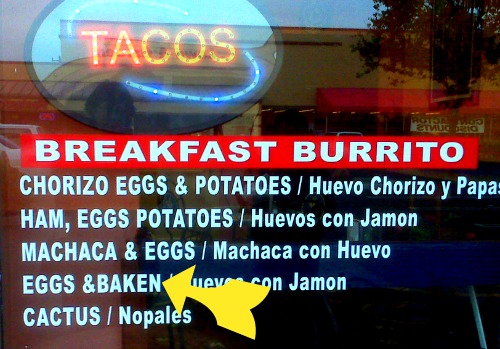 TACOS
BREAKFAST BURRITO
CHORIZO EGGS & POTATOES / Huevo Chorizo y Papas
HAM, EGGS POTATOES / Huevos con Jamon
MACHACA & EGGS / Machaca con Huevo
EGGS &BAKEN / Huevos con Jamon
CACTUS / Nopales